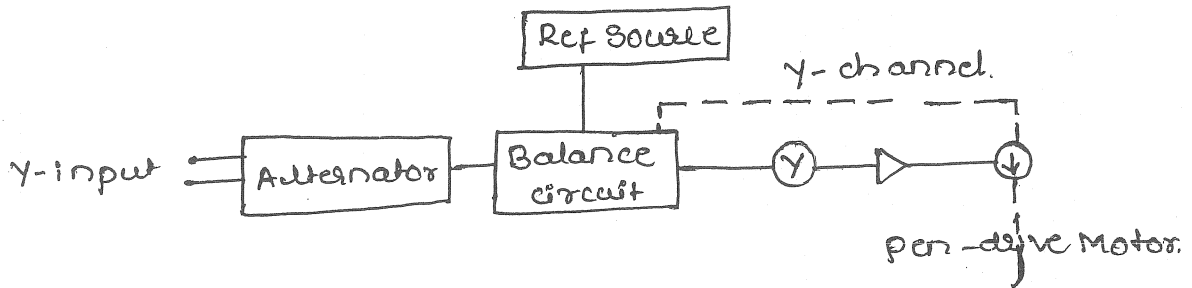 Ref Source
Y-channel.
Y-input
Alternator
Balance
circuit
Y
Pen-drive Motor.